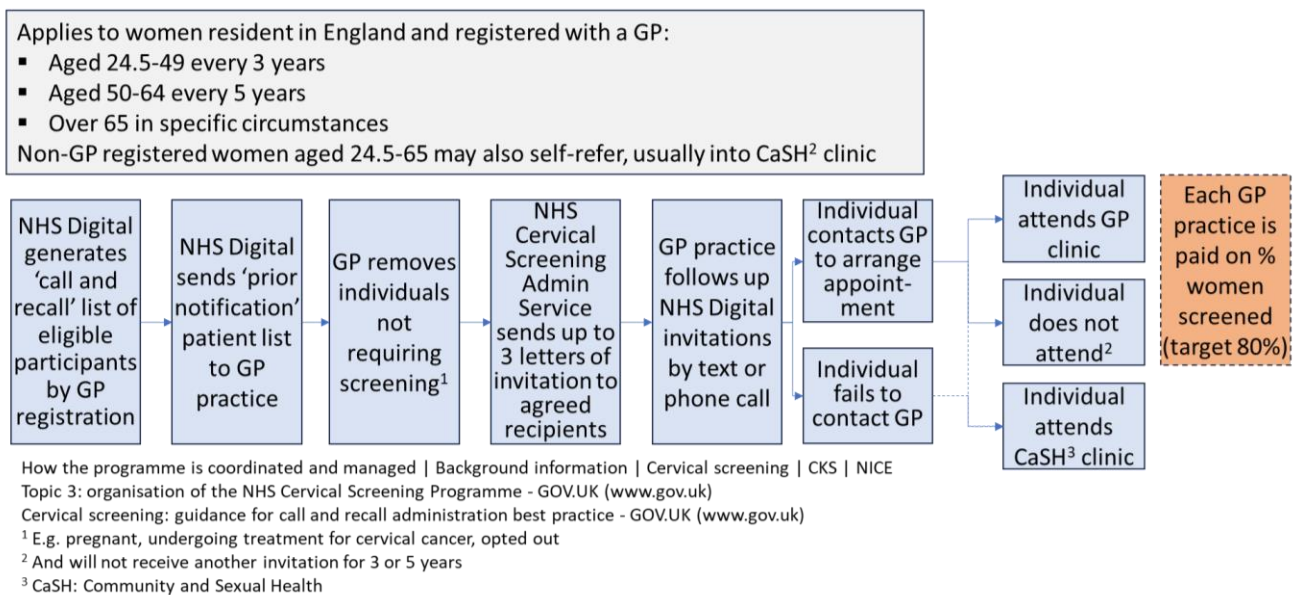 Applies to women resident in England and registered with a GP:
▪ Aged 24.5-49 every 3 years
▪ Aged 50-64 every 5 years
▪ Over 65 in specific circumstances
Non-GP registered women aged 24.5-65 may also self-refer, usually into CaSH² clinic
NHS Digital
generates
‘call and
recall’ list of
eligible
participants
by GP
registration
NHS Digital
sends ‘prior
notification’
patient list
to GP
practice
GP removes
individuals
not
requiring
screening¹
NHS
Cervical
Screening
Admin
Service
sends up to
3 letters of
invitation to
agreed
recipients
GP practice
follows up
NHS Digital
invitations
by text or
phone call
Individual
contacts GP
to arrange
appoint-
ment
Individual
fails to
contact GP
Individual
attends GP
clinic
Individual
does not
attend²
Individual
attends
CaSH³ clinic
Each GP
practice is
paid on %
women
screened
(target 80%)
How the programme is coordinated and managed | Background information | Cervical screening | CKS | NICE
Topic 3: organisation of the NHS Cervical Screening Programme - GOV.UK (www.gov.uk)
Cervical screening: guidance for call and recall administration best practice - GOV.UK (www.gov.uk)
¹ E.g. pregnant, undergoing treatment for cervical cancer, opted out
² And will not receive another invitation for 3 or 5 years
³ CaSH: Community and Sexual Health